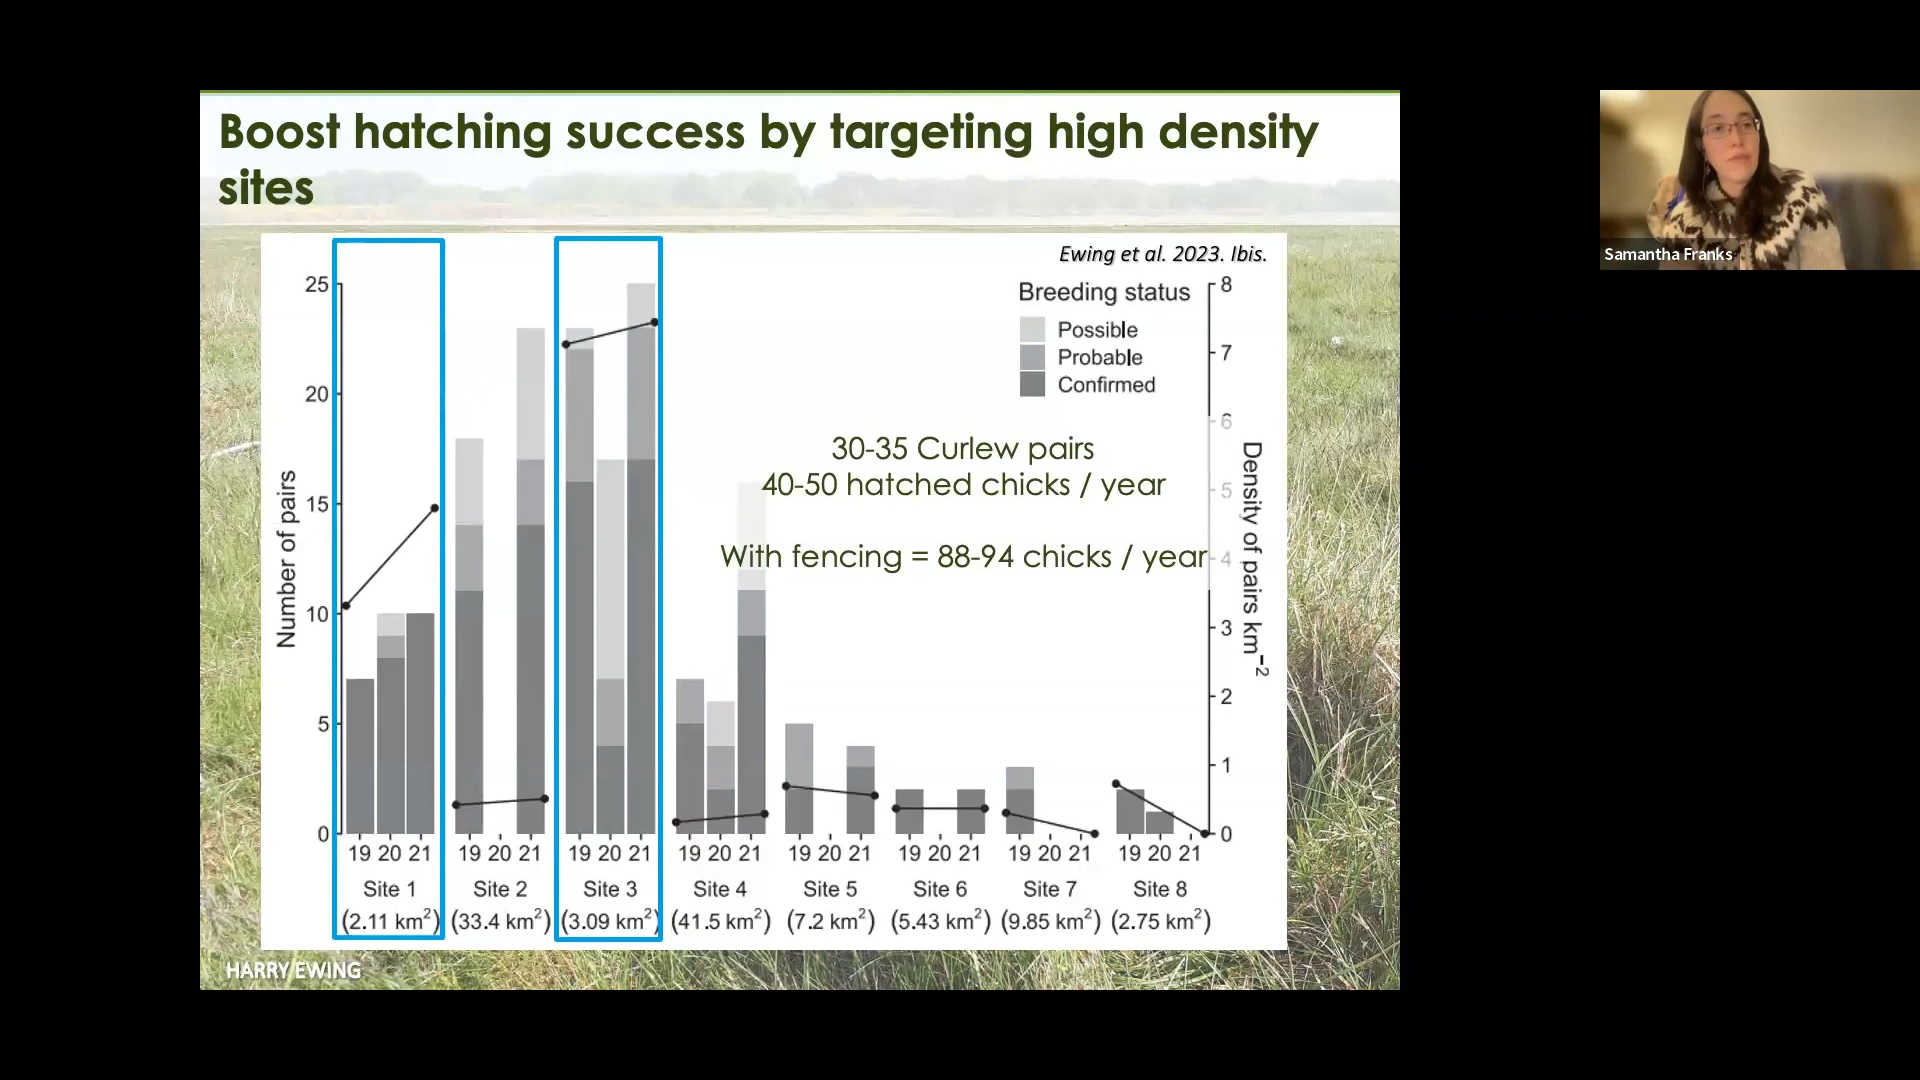 Boost hatching success by targeting high density
sites
Ewing et al. 2023. Ibis.
Breeding status
Possible
Probable
Confirmed
30-35 Curlew pairs
40-50 hatched chicks / year
With fencing = 88-94 chicks / year
Number of pairs
25
20
15
10
5
0
Density of pairs km⁻²
8
7
6
5
4
3
2
1
0
19 20 21 19 20 21 19 20 21 19 20 21 19 20 21 19 20 21 19 20 21 19 20 21
Site 1 Site 2 Site 3 Site 4 Site 5 Site 6 Site 7 Site 8
(2.11 km²) (33.4 km²) (3.09 km²) (41.5 km²) (7.2 km²) (5.43 km²) (9.85 km²) (2.75 km²)
HARRY EWING
Samantha Franks